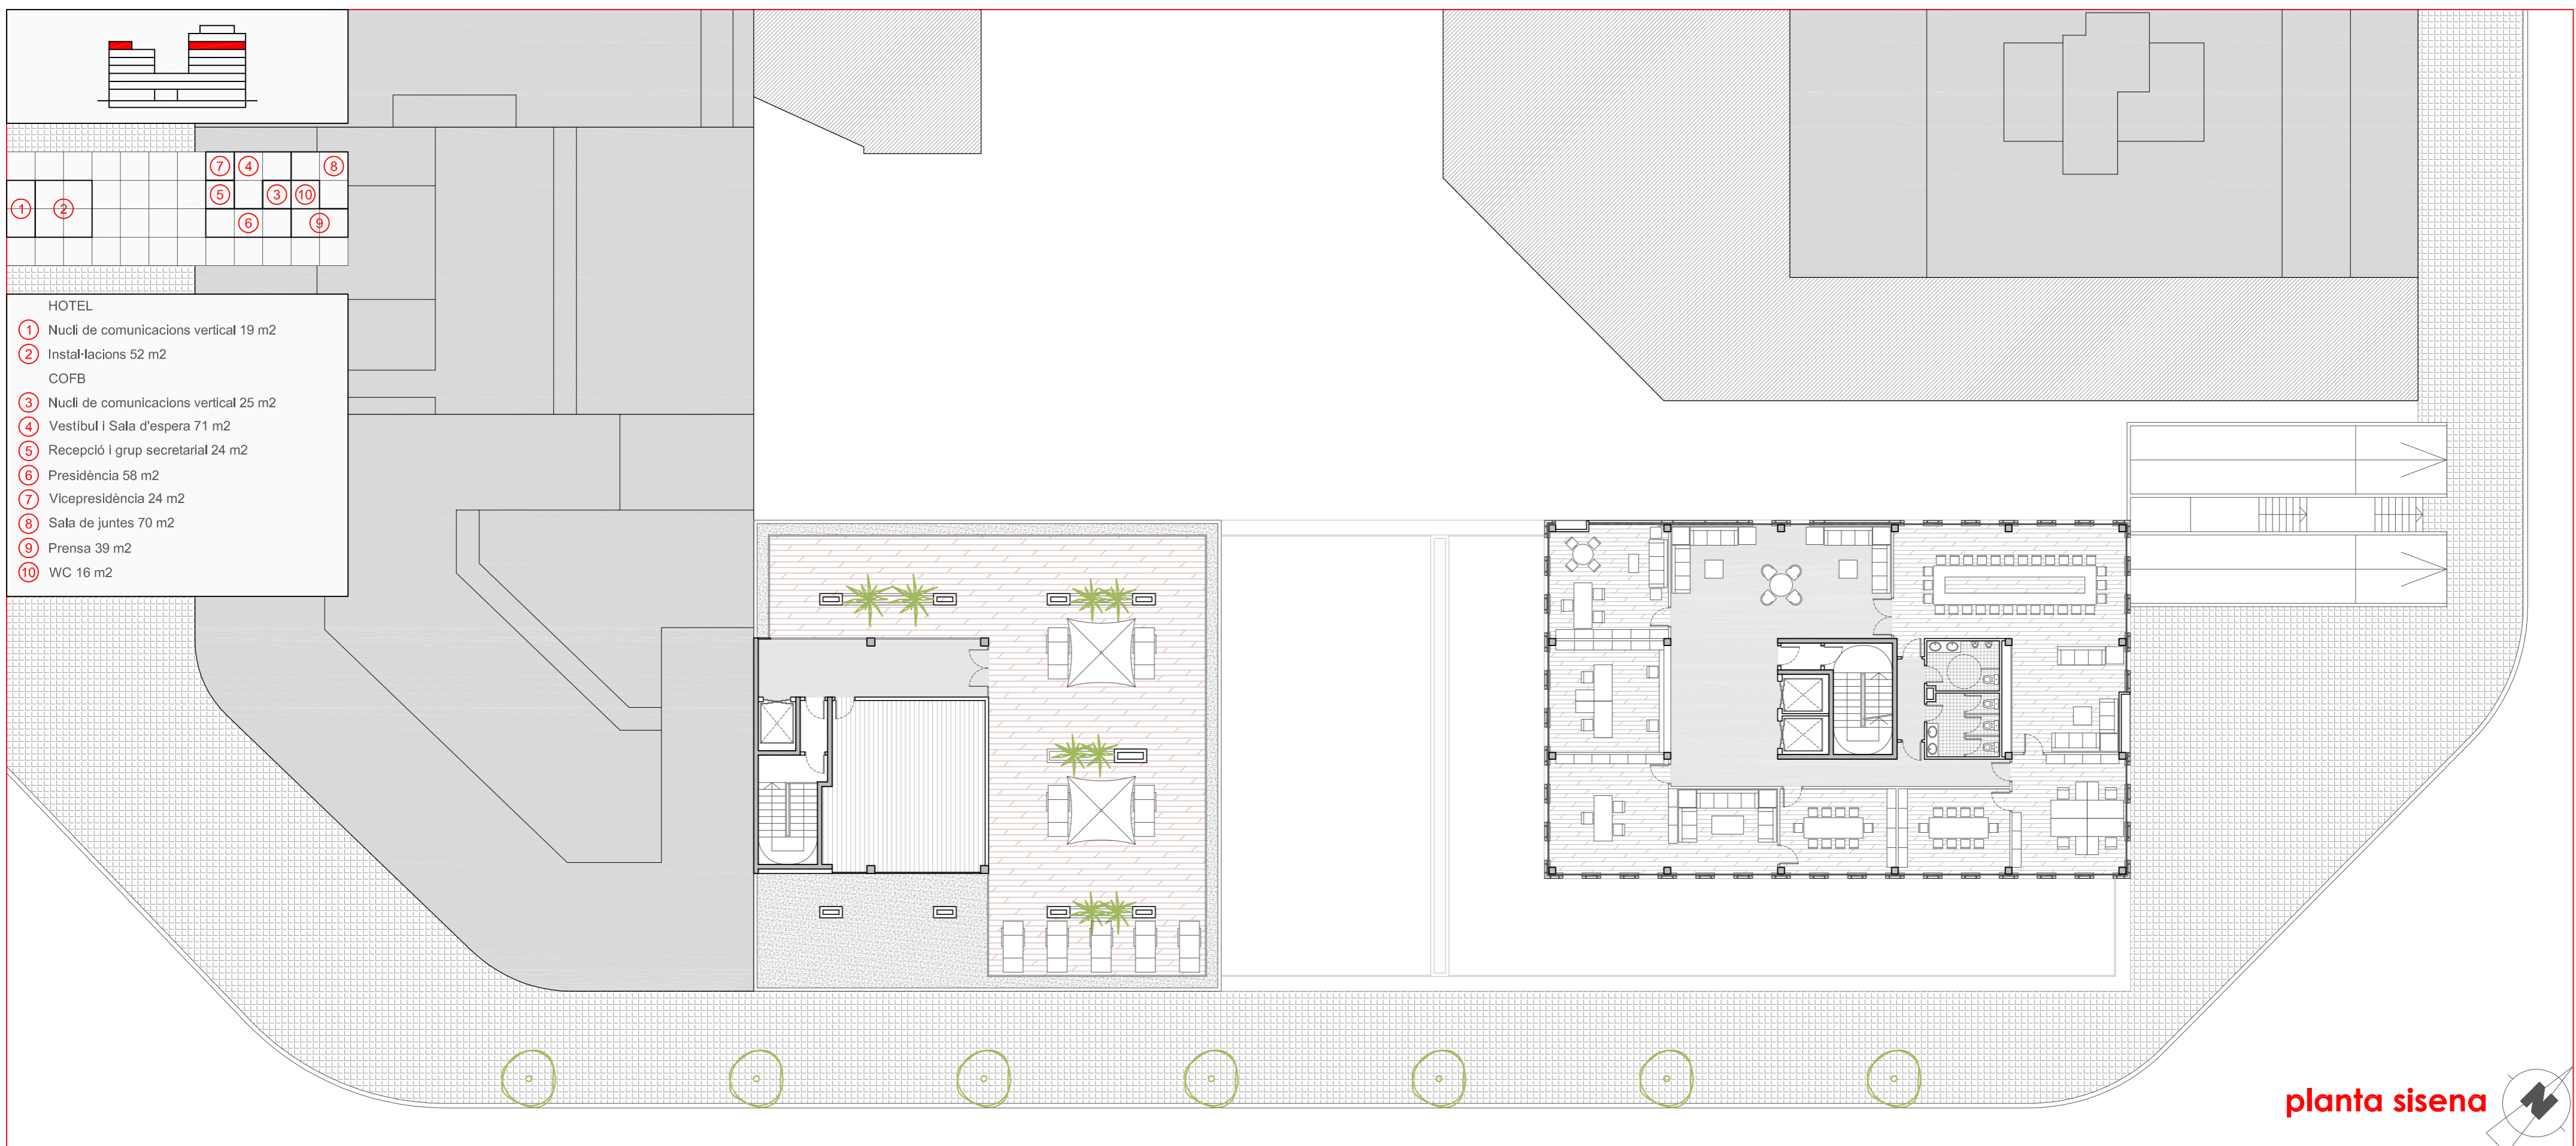 7 4 8
5 3 10
1 2
6 9
HOTEL
1 Nucli de comunicacions vertical 19 m2
2 Instal·lacions 52 m2
COFB
3 Nucli de comunicacions vertical 25 m2
4 Vestíbul i Sala d'espera 71 m2
5 Recepció i grup secretarial 24 m2
6 Presidència 58 m2
7 Vicepresidència 24 m2
8 Sala de juntes 70 m2
9 Prensa 39 m2
10 WC 16 m2
planta sisena
N